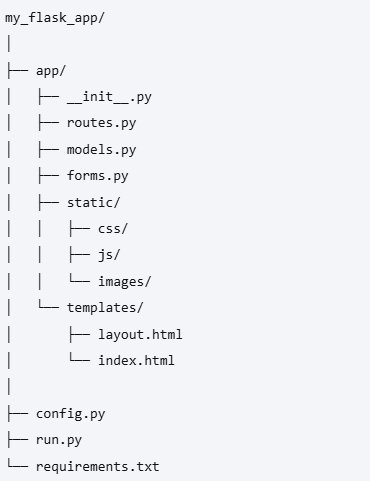 my_flask_app/
│
├── app/
│   ├── __init__.py
│   ├── routes.py
│   ├── models.py
│   ├── forms.py
│   ├── static/
│   │   ├── css/
│   │   ├── js/
│   │   └── images/
│   └── templates/
│       ├── layout.html
│       └── index.html
│
├── config.py
├── run.py
└── requirements.txt